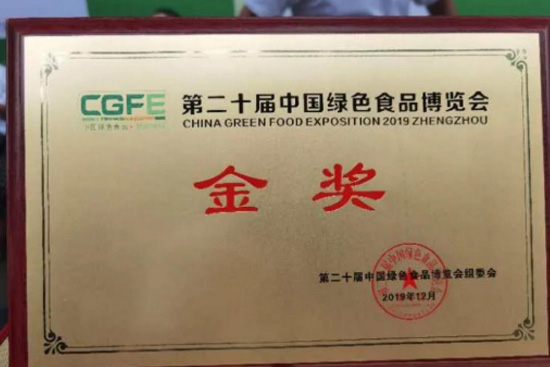 CGFE
第二十届中国绿色食品博览会
CHINA GREEN FOOD EXPOSITION 2019 ZHENGZHOU
金奖
第二十届中国绿色食品博览会组委会
2019年12月